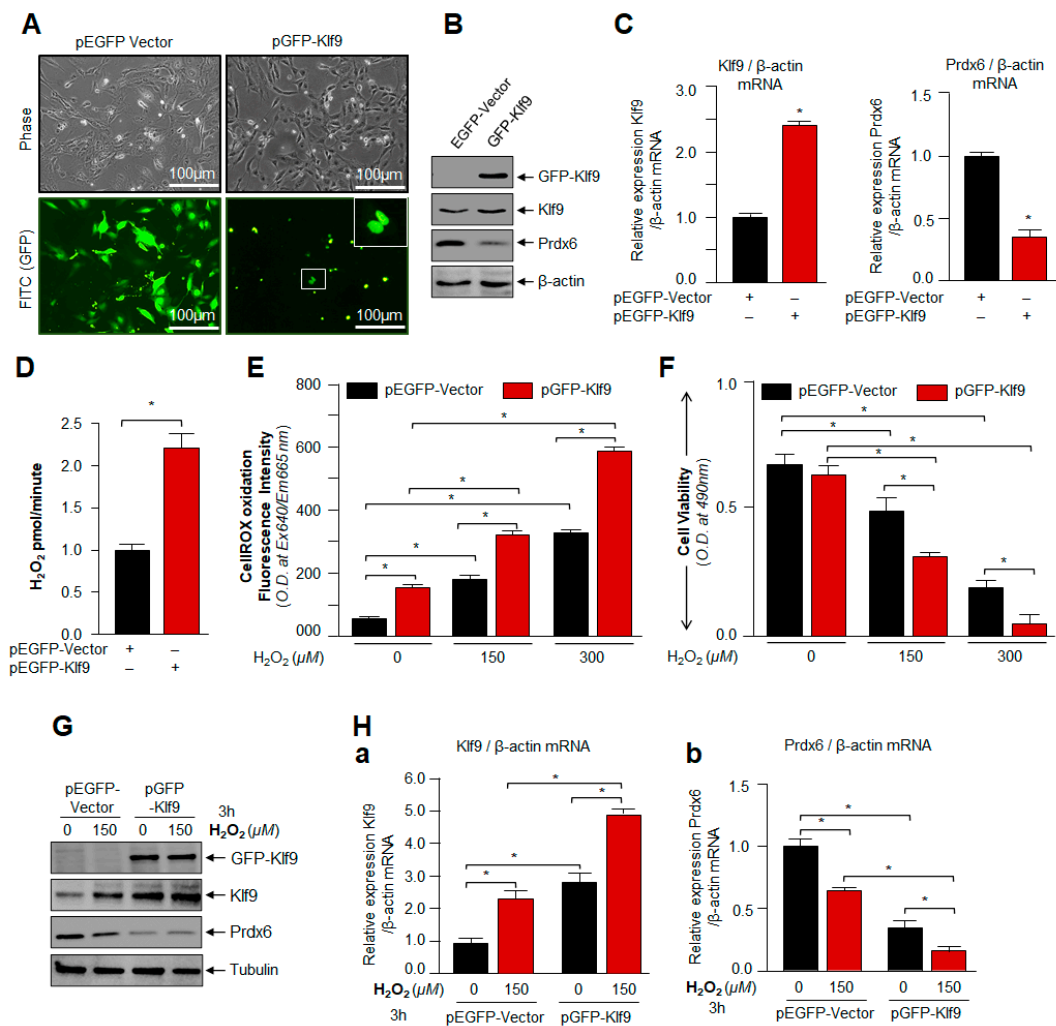 A
pEGFP Vector
pGFP-Klf9
Phase
100µm
100µm
FITC (GFP)
100µm
100µm
B
EGFP-Vector
GFP-Klf9
GFP-Klf9
Klf9
Prdx6
β-actin
C
Klf9 / β-actin
mRNA
Relative expression Klf9
/β-actin mRNA
3.0
2.0
1.0
0.0
*
pEGFP-Vector + –
pEGFP-Klf9 – +
Prdx6 / β-actin
mRNA
Relative expression Prdx6
/β-actin mRNA
1.5
1.0
0.5
0.0
*
pEGFP-Vector + –
pEGFP-Klf9 – +
D
H₂O₂ pmol/minute
2.5
2.0
1.5
1.0
0.5
0.0
*
pEGFP-Vector + –
pEGFP-Klf9 – +
E
pEGFP-Vector
pGFP-Klf9
CellROX oxidation
Fluorescence Intensity
(O.D. at Ex640/Em665 nm)
800
600
400
200
000
*
*
*
*
*
*
*
H₂O₂ (µM) 0 150 300
F
pEGFP-Vector
pGFP-Klf9
Cell Viability
(O.D. at 490nm)
1.0
0.5
0.0
*
*
*
*
*
*
H₂O₂ (µM) 0 150 300
G
pEGFP-
Vector
pGFP
-Klf9
3h
0 150 0 150 H₂O₂ (µM)
GFP-Klf9
Klf9
Prdx6
Tubulin
H
a
Klf9 / β-actin mRNA
Relative expression Klf9
/β-actin mRNA
6.0
5.0
4.0
3.0
2.0
1.0
.0
*
*
*
*
H₂O₂ (µM) 0 150 0 150
3h pEGFP-Vector pGFP-Klf9
b
Prdx6 / β-actin mRNA
Relative expression Prdx6
/β-actin mRNA
1.5
1.0
0.5
0.0
*
*
*
*
H₂O₂ (µM) 0 150 0 150
3h pEGFP-Vector pGFP-Klf9